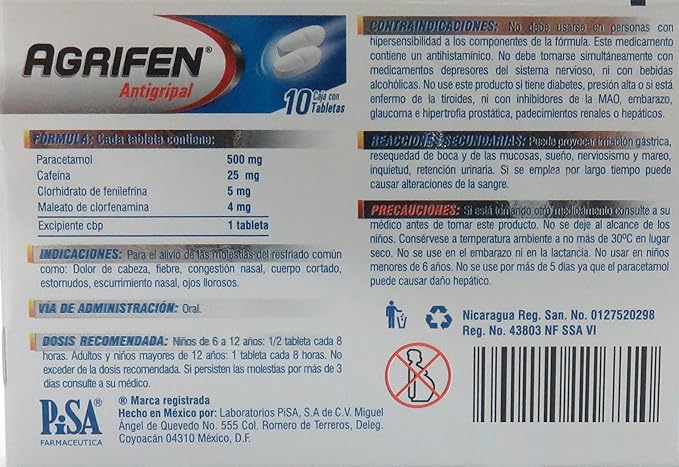 AGRIFEN®
Antigripal
10 Caja con
Tabletas
FÓRMULA: Cada tableta contiene:
Paracetamol 500 mg
Cafeína 25 mg
Clorhidrato de fenilefrina 5 mg
Maleato de clorfenamina 4 mg
Excipiente cbp 1 tableta
INDICACIONES: Para el alivio de las molestias del resfriado común
como: Dolor de cabeza, fiebre, congestión nasal, cuerpo cortado,
estornudos, escurrimiento nasal, ojos llorosos.
VÍA DE ADMINISTRACIÓN: Oral.
DOSIS RECOMENDADA: Niños de 6 a 12 años: 1/2 tableta cada 8
horas. Adultos y niños mayores de 12 años: 1 tableta cada 8 horas. No
exceder de la dosis recomendada. Si persisten las molestias por más de 3
días consulte a su médico.
PiSA
FARMACEUTICA
® Marca registrada
Hecho en México por: Laboratorios PiSA, S.A de C.V. Miguel
Ángel de Quevedo No. 555 Col. Romero de Terreros, Deleg.
Coyoacán 04310 México, D.F.
CONTRAINDICACIONES: No debe usarse en personas con
hipersensibilidad a los componentes de la fórmula. Este medicamento
contiene un antihistamínico. No debe tomarse simultáneamente con
medicamentos depresores del sistema nervioso, ni con bebidas
alcohólicas. No use este producto si tiene diabetes, presión alta o si está
enfermo de la tiroides, ni con inhibidores de la MAO, embarazo,
glaucoma e hipertrofia prostática, padecimientos renales o hepáticos.
REACCIONES SECUNDARIAS: Puede provocar irritación gástrica,
resequedad de boca y de las mucosas, sueño, nerviosismo y mareo,
inquietud, retención urinaria. Si se emplea por largo tiempo puede
causar alteraciones de la sangre.
PRECAUCIONES: Si está tomando otro medicamento consulte a su
médico antes de tomar este producto. No se deje al alcance de los
niños. Consérvese a temperatura ambiente a no más de 30ºC en lugar
seco. No se use en el embarazo ni en la lactancia. No usar en niños
menores de 6 años. No se use por más de 5 días ya que el paracetamol
puede causar daño hepático.
Nicaragua Reg. San. No. 0127520298
Reg. No. 43803 NF SSA VI